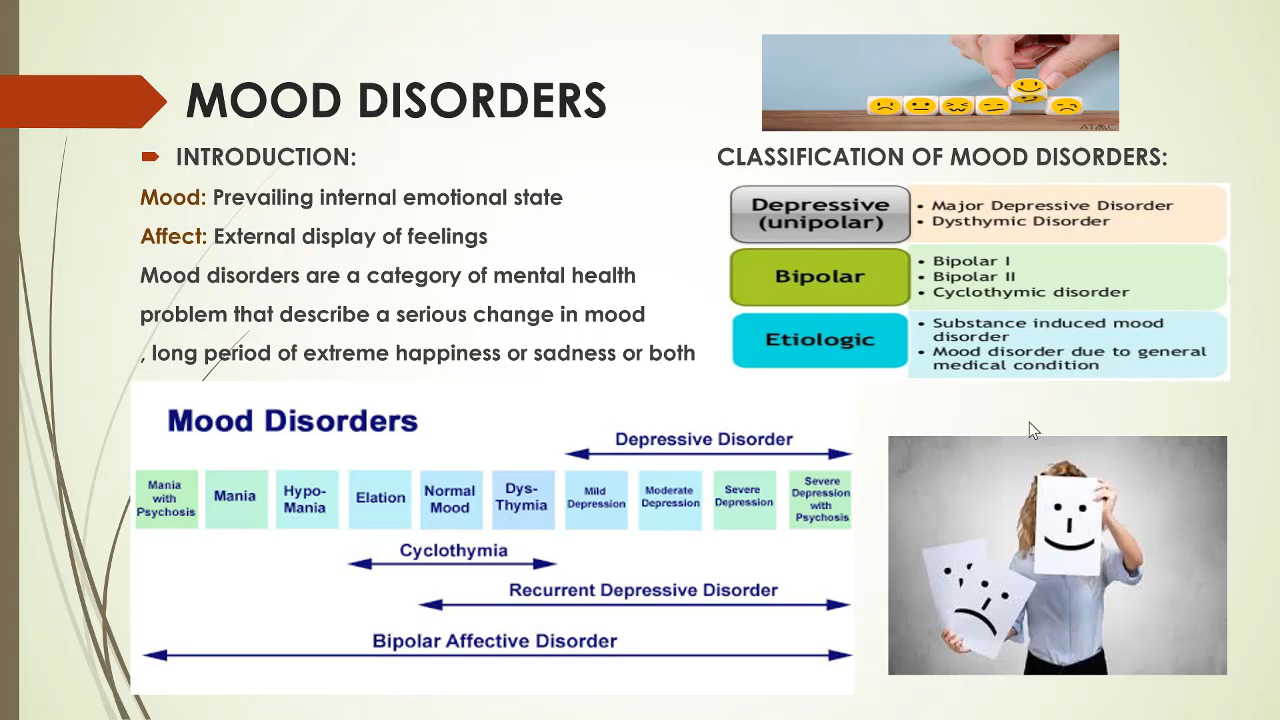 MOOD DISORDERS
INTRODUCTION:
Mood: Prevailing internal emotional state
Affect: External display of feelings
Mood disorders are a category of mental health
problem that describe a serious change in mood
, long period of extreme happiness or sadness or both
ATMC
CLASSIFICATION OF MOOD DISORDERS:
Depressive
(unipolar)
• Major Depressive Disorder
• Dysthymic Disorder
Bipolar
• Bipolar I
• Bipolar II
• Cyclothymic disorder
Etiologic
• Substance induced mood
disorder
• Mood disorder due to general
medical condition
Mood Disorders
Depressive Disorder
Mania
with
Psychosis
Mania
Hypo-
Mania
Elation
Normal
Mood
Dys-
Thymia
Mild
Depression
Moderate
Depression
Severe
Depression
Severe
Depression
with
Psychosis
Cyclothymia
Recurrent Depressive Disorder
Bipolar Affective Disorder